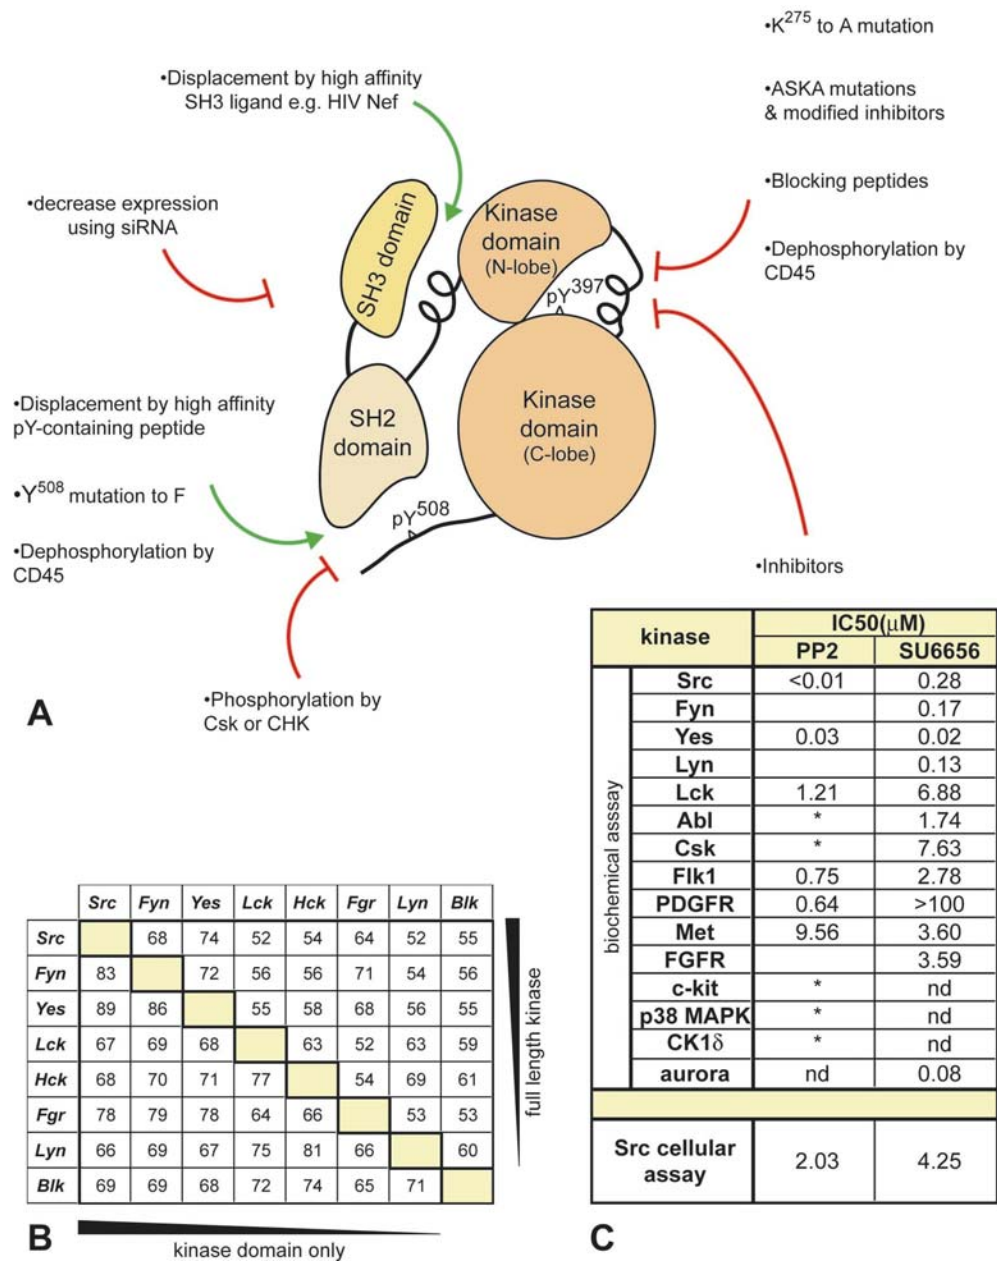 •K275 to A mutation
•Displacement by high affinity
SH3 ligand e.g. HIV Nef
•ASKA mutations
& modified inhibitors
•decrease expression
using siRNA
•Blocking peptides
•Dephosphorylation by
CD45
SH3 domain
Kinase
domain
(N-lobe)
pY397
•Displacement by high affinity
pY-containing peptide
SH2
domain
Kinase
domain
(C-lobe)
•Y508 mutation to F
pY508
•Dephosphorylation by
CD45
•Inhibitors
•Phosphorylation by
Csk or CHK
A
kinase IC50(μM)
PP2 SU6656
biochemical asssay
Src <0.01 0.28
Fyn 0.17
Yes 0.03 0.02
Lyn 0.13
Lck 1.21 6.88
Abl * 1.74
Csk * 7.63
Flk1 0.75 2.78
PDGFR 0.64 >100
Met 9.56 3.60
FGFR 3.59
c-kit * nd
p38 MAPK * nd
CK1δ * nd
aurora nd 0.08
Src cellular
assay 2.03 4.25
C
Src Fyn Yes Lck Hck Fgr Lyn Blk
Src 68 74 52 54 64 52 55
Fyn 83 72 56 56 71 54 56
Yes 89 86 55 58 68 56 55
Lck 67 69 68 63 52 63 59
Hck 68 70 71 77 54 69 61
Fgr 78 79 78 64 66 53 53
Lyn 66 69 67 75 81 66 60
Blk 69 69 68 72 74 65 71
full length kinase
B
kinase domain only